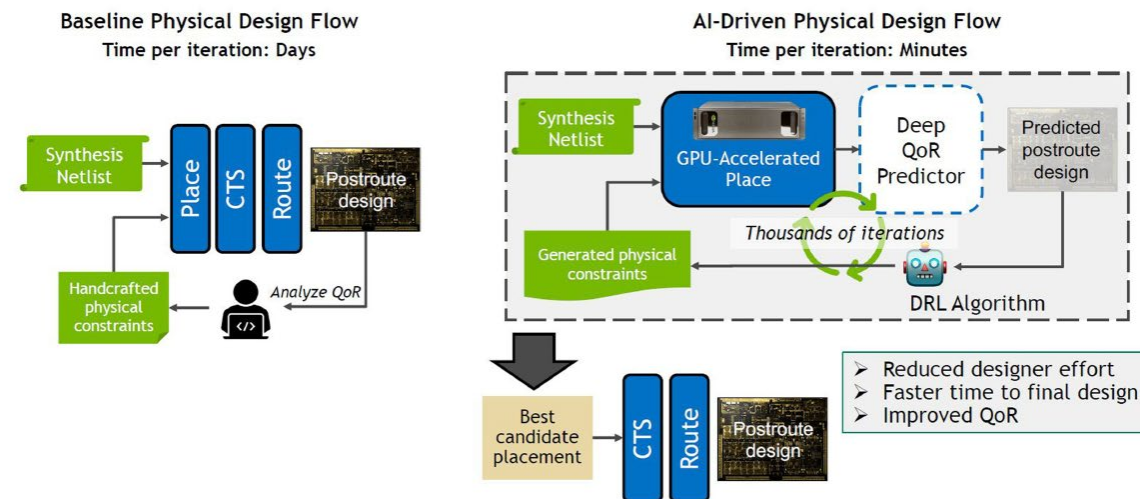 Baseline Physical Design Flow
Time per iteration: Days
Synthesis
Netlist
Place
CTS
Route
Postroute
design
Handcrafted
physical
constraints
Analyze QoR
AI-Driven Physical Design Flow
Time per iteration: Minutes
Synthesis
Netlist
GPU-Accelerated
Place
Deep
QoR
Predictor
Predicted
postroute
design
Thousands of iterations
Generated physical
constraints
DRL Algorithm
Best
candidate
placement
CTS
Route
Postroute
design
➢ Reduced designer effort
➢ Faster time to final design
➢ Improved QoR